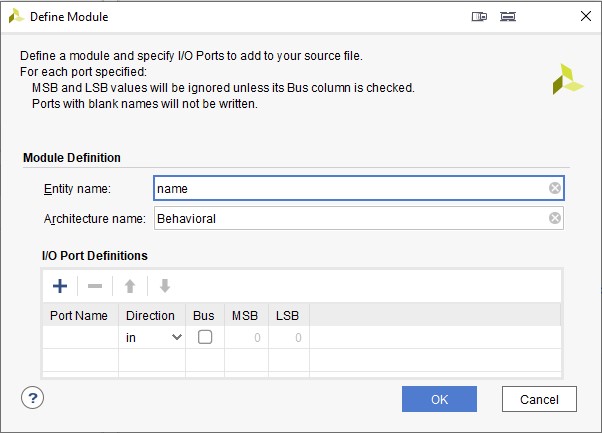 Define Module
Define a module and specify I/O Ports to add to your source file.
For each port specified:
MSB and LSB values will be ignored unless its Bus column is checked.
Ports with blank names will not be written.
Module Definition
Entity name: name
Architecture name: Behavioral
I/O Port Definitions
Port Name Direction Bus MSB LSB
in 0 0
? OK Cancel